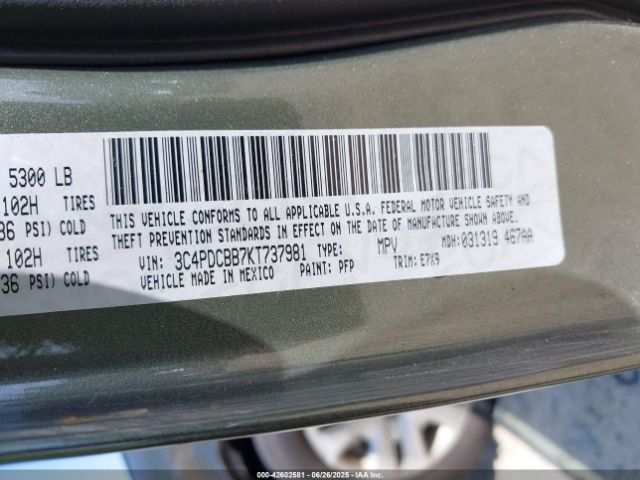 5300 LB
102H TIRES
36 PSI) COLD
102H TIRES
36 PSI) COLD
THIS VEHICLE CONFORMS TO ALL APPLICABLE U.S.A. FEDERAL MOTOR VEHICLE SAFETY AND
THEFT PREVENTION STANDARDS IN EFFECT ON THE DATE OF MANUFACTURE SHOWN ABOVE.
VIN: 3C4PDCBB7KT737981 TYPE: MPV MDH: 031319 467AA
VEHICLE MADE IN MEXICO PAINT: PFP TRIM: E7X9
000-42602581 | 06/26/2025 | IAA Inc.